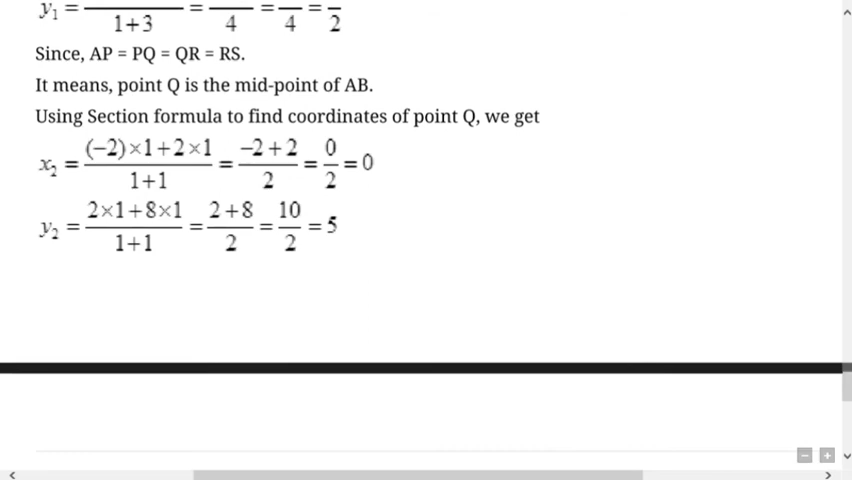 y₁ = ―/1+3 = ―/4 = ―/4 = ―/2
Since, AP = PQ = QR = RS.
It means, point Q is the mid-point of AB.
Using Section formula to find coordinates of point Q, we get
x₂ = (−2)×1+2×1/1+1 = −2+2/2 = 0/2 = 0
y₂ = 2×1+8×1/1+1 = 2+8/2 = 10/2 = 5